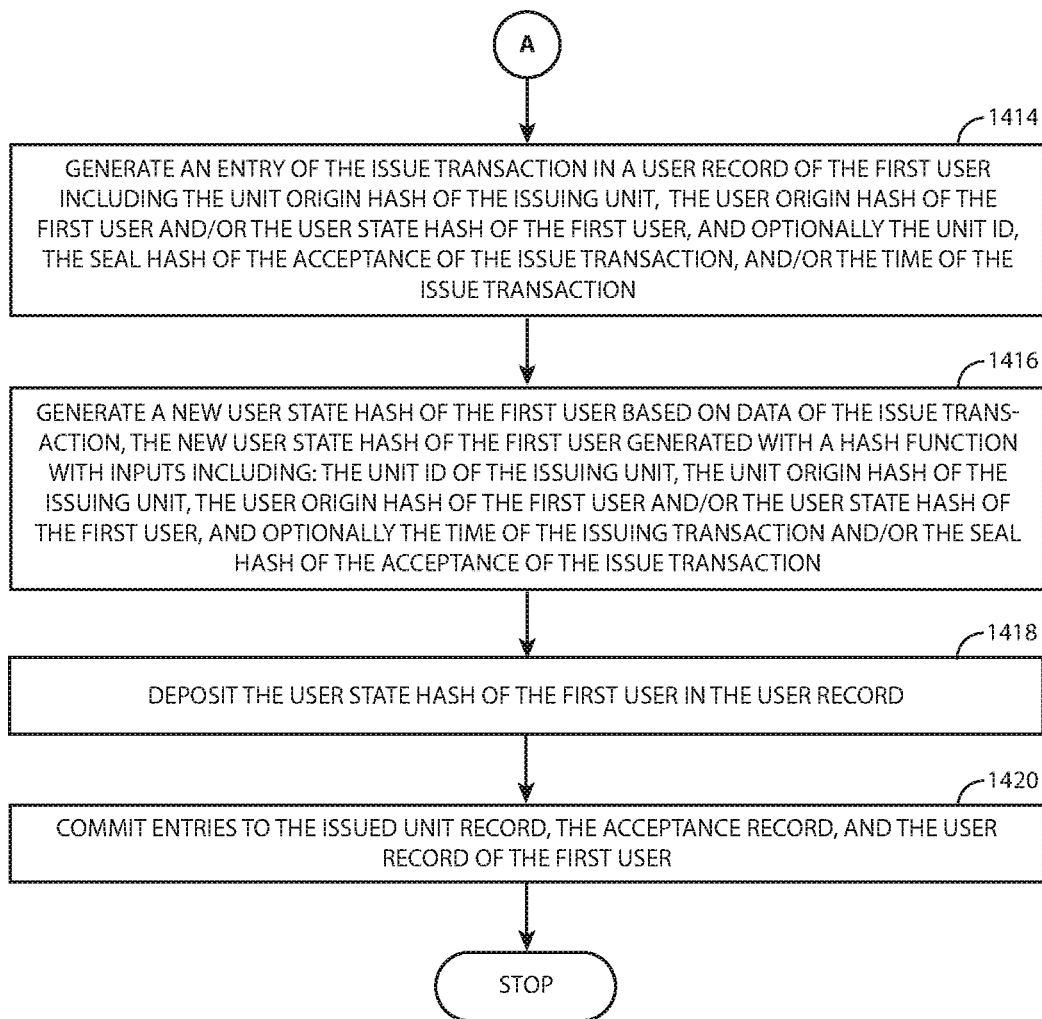 A
1414
GENERATE AN ENTRY OF THE ISSUE TRANSACTION IN A USER RECORD OF THE FIRST USER
INCLUDING THE UNIT ORIGIN HASH OF THE ISSUING UNIT, THE USER ORIGIN HASH OF THE
FIRST USER AND/OR THE USER STATE HASH OF THE FIRST USER, AND OPTIONALLY THE UNIT ID,
THE SEAL HASH OF THE ACCEPTANCE OF THE ISSUE TRANSACTION, AND/OR THE TIME OF THE
ISSUE TRANSACTION
1416
GENERATE A NEW USER STATE HASH OF THE FIRST USER BASED ON DATA OF THE ISSUE TRANS-
ACTION, THE NEW USER STATE HASH OF THE FIRST USER GENERATED WITH A HASH FUNCTION
WITH INPUTS INCLUDING: THE UNIT ID OF THE ISSUING UNIT, THE UNIT ORIGIN HASH OF THE
ISSUING UNIT, THE USER ORIGIN HASH OF THE FIRST USER AND/OR THE USER STATE HASH OF
THE FIRST USER, AND OPTIONALLY THE TIME OF THE ISSUING TRANSACTION AND/OR THE SEAL
HASH OF THE ACCEPTANCE OF THE ISSUE TRANSACTION
1418
DEPOSIT THE USER STATE HASH OF THE FIRST USER IN THE USER RECORD
1420
COMMIT ENTRIES TO THE ISSUED UNIT RECORD, THE ACCEPTANCE RECORD, AND THE USER
RECORD OF THE FIRST USER
STOP